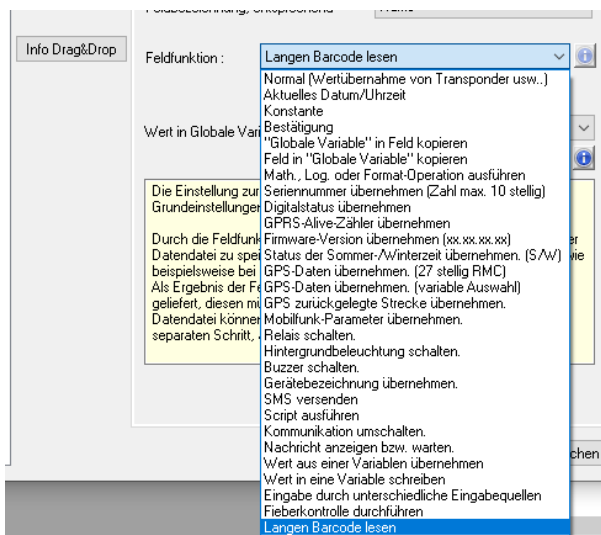 Info Drag&Drop
Feldfunktion :
Langen Barcode lesen
Normal (Wertübernahme von Transponder usw..)
Aktuelles Datum/Uhrzeit
Konstante
Bestätigung
"Globale Variable" in Feld kopieren
Feld in "Globale Variable" kopieren
Math., Log. oder Format-Operation ausführen
Seriennummer übernehmen (Zahl max. 10 stellig)
Digitalstatus übernehmen
GPRS-Alive-Zähler übernehmen
Firmware-Version übernehmen (xx.xx.xx.xx)
Status der Sommer-/Winterzeit übernehmen. (S/W)
GPS-Daten übernehmen. (27 stellig RMC)
GPS-Daten übernehmen. (variable Auswahl)
GPS zurückgelegte Strecke übernehmen.
Mobilfunk-Parameter übernehmen.
Relais schalten.
Hintergrundbeleuchtung schalten.
Buzzer schalten.
Gerätebezeichnung übernehmen.
SMS versenden
Script ausführen
Kommunikation umschalten.
Nachricht anzeigen bzw. warten.
Wert aus einer Variablen übernehmen
Wert in eine Variable schreiben
Eingabe durch unterschiedliche Eingabequellen
Fieberkontrolle durchführen
Langen Barcode lesen
Wert in Globale Vari
Die Einstellung zur
Grundeinstellunger
Durch die Feldfunk
er
Datendatei zu spei
wie
beispielsweise bei
Als Ergebnis der Fe
geliefert, diesen mü
Datendatei können
separaten Schritt,
chen